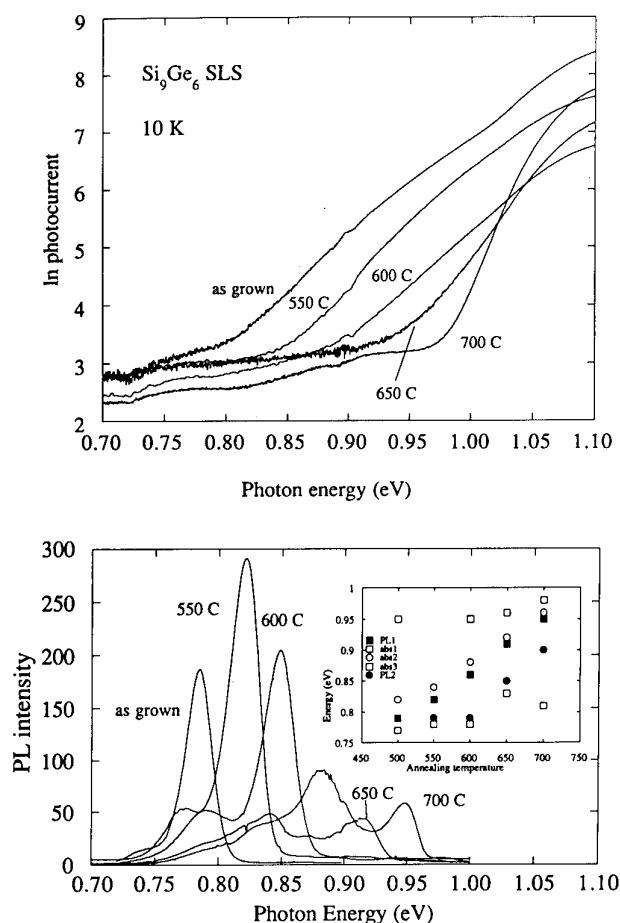 9
8
7
6
5
4
3
2
ln photocurrent
Si9Ge6 SLS
10 K
as grown
550 C
600 C
700 C
650 C
0.70 0.75 0.80 0.85 0.90 0.95 1.00 1.05 1.10
Photon energy (eV)
300
250
200
150
100
50
0
PL intensity
550 C
600 C
as grown
650 C
700 C
1
0.95
0.9
0.85
0.8
0.75
Energy (eV)
PL1
abs1
abs2
abs3
PL2
450 500 550 600 650 700 750
Annealing temperature
0.70 0.75 0.80 0.85 0.90 0.95 1.00 1.05 1.10
Photon Energy (eV)